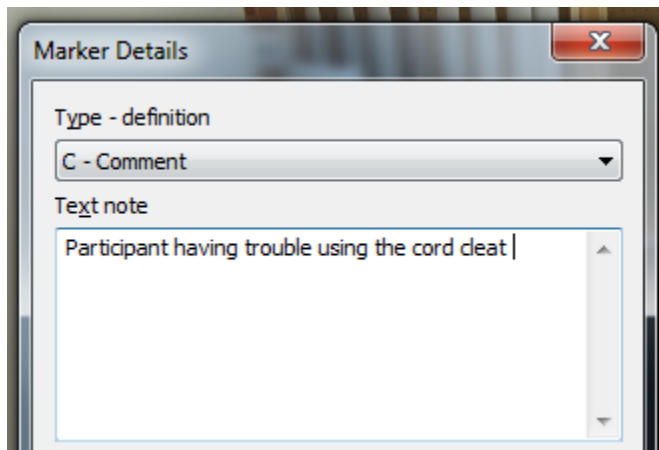 Marker Details
Type - definition
C - Comment
Text note
Participant having trouble using the cord cleat